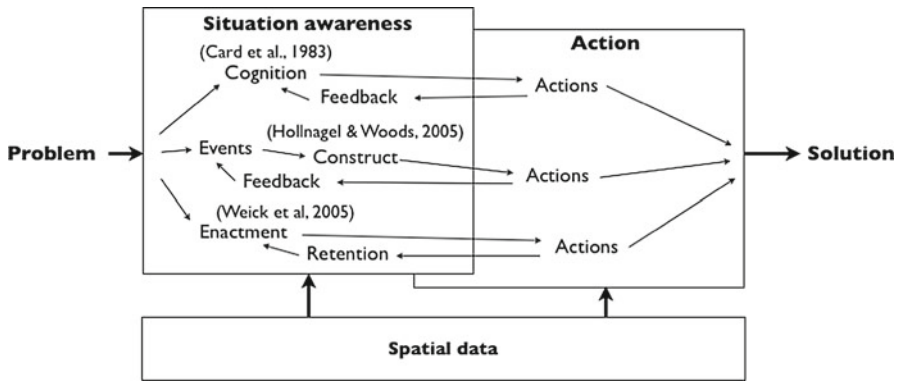 Situation awareness
Action
(Card et al., 1983)
Cognition
Actions
Feedback
(Hollnagel & Woods, 2005)
Problem
Events
Construct
Solution
Feedback
Actions
(Weick et al, 2005)
Enactment
Actions
Retention
Spatial data